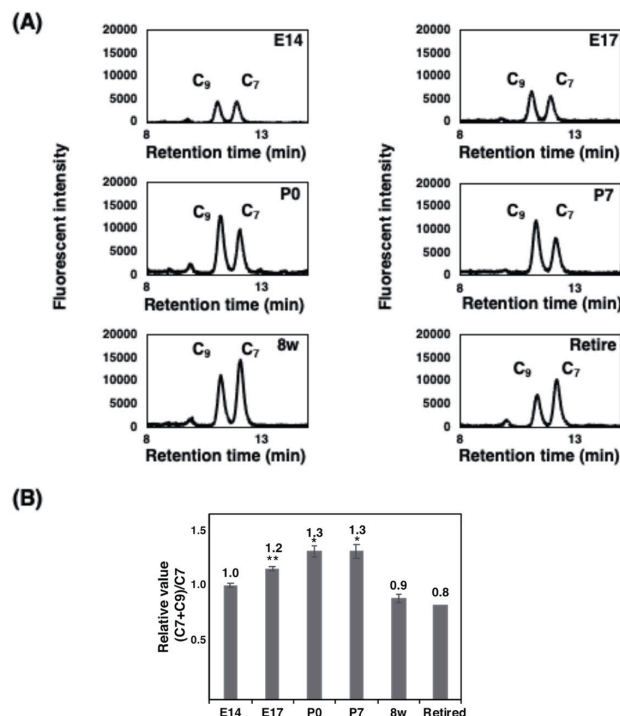 (A)
20000
15000
10000
5000
0
E14
C9
C7
8
13
Retention time (min)
20000
15000
10000
5000
0
E17
C9
C7
8
13
Retention time (min)
Fluorescent intensity
Fluorescent intensity
20000
15000
10000
5000
0
P0
C9
C7
8
13
Retention time (min)
20000
15000
10000
5000
0
P7
C9
C7
8
13
Retention time (min)
20000
15000
10000
5000
0
8w
C9
C7
8
13
Retention time (min)
20000
15000
10000
5000
0
Retire
C9
C7
8
13
Retention time (min)
(B)
Relative value
(C7+C9)/C7
1.5
1.0
0.5
1.0
1.2
**
1.3
*
1.3
*
0.9
0.8
E14 E17 P0 P7 8w Retired